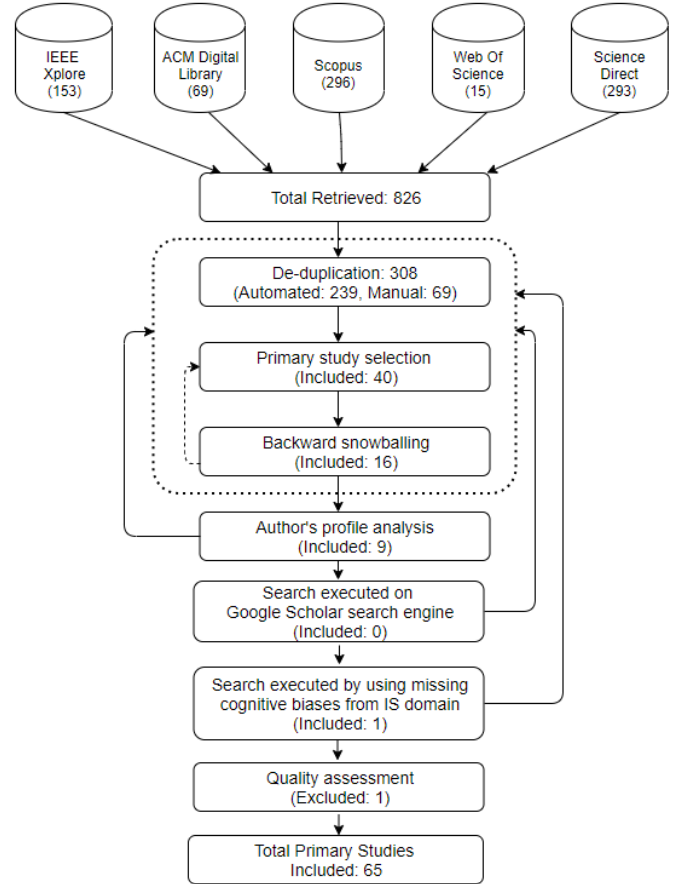 IEEE
Xplore
(153)
ACM Digital
Library
(69)
Scopus
(296)
Web Of
Science
(15)
Science
Direct
(293)
Total Retrieved: 826
De-duplication: 308
(Automated: 239, Manual: 69)
Primary study selection
(Included: 40)
Backward snowballing
(Included: 16)
Author's profile analysis
(Included: 9)
Search executed on
Google Scholar search engine
(Included: 0)
Search executed by using missing
cognitive biases from IS domain
(Included: 1)
Quality assessment
(Excluded: 1)
Total Primary Studies
Included: 65